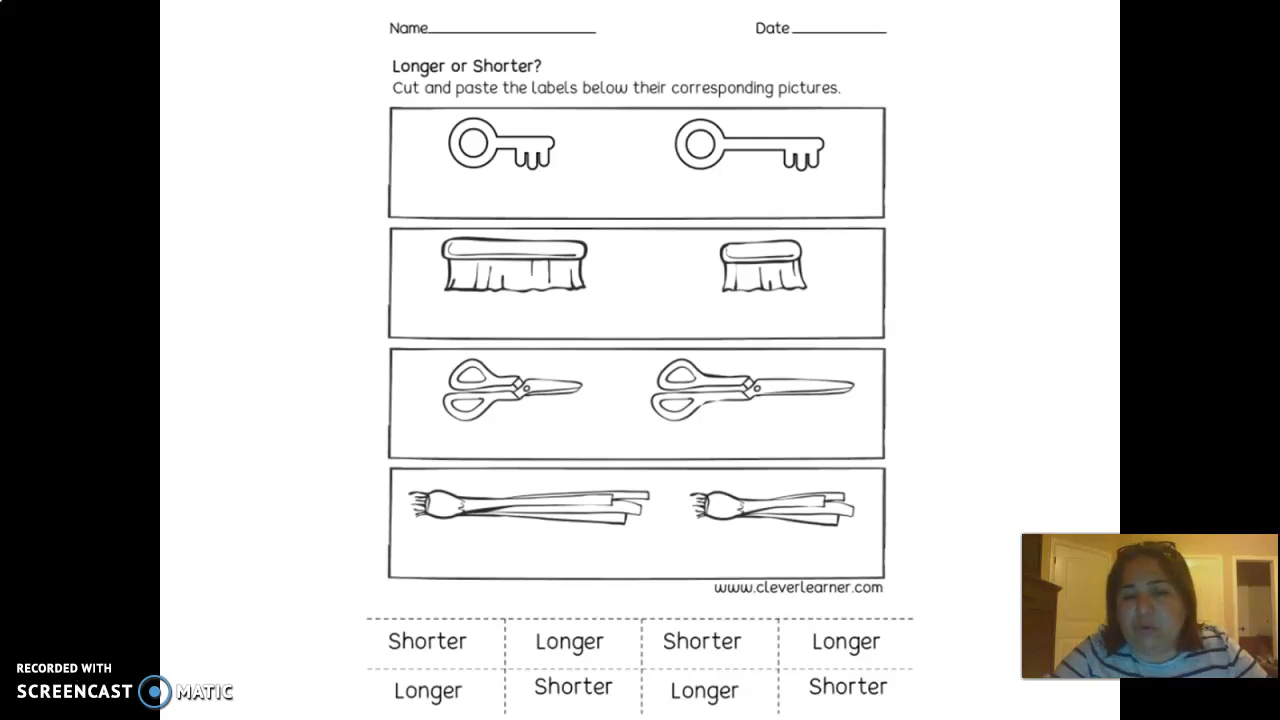 Name Date
Longer or Shorter?
Cut and paste the labels below their corresponding pictures.
www.cleverlearner.com
Shorter Longer Shorter Longer
Longer Shorter Longer Shorter
RECORDED WITH
SCREENCAST MATIC